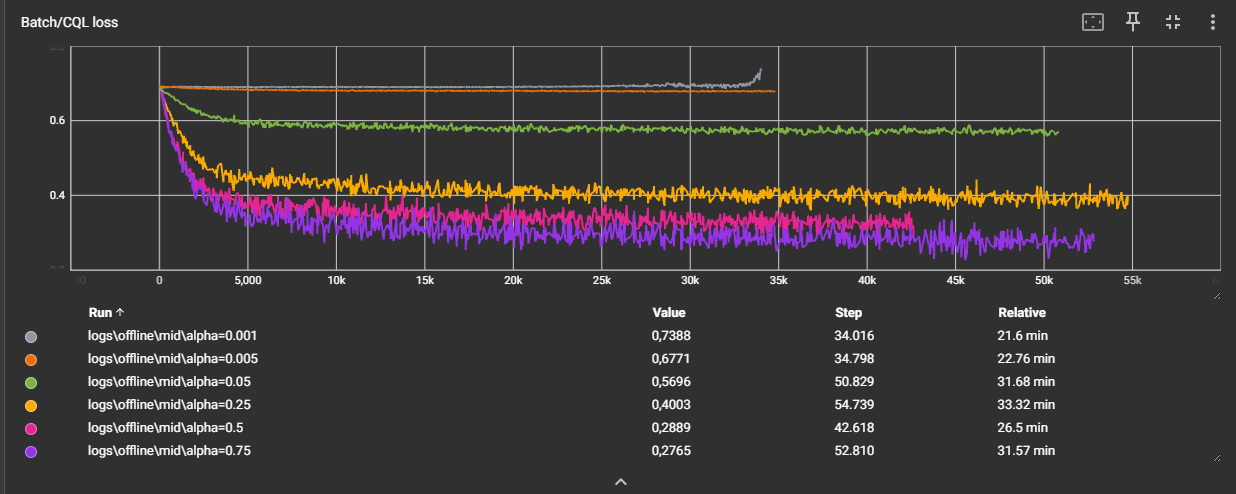 Batch/CQL loss
0.6
0.4
0 5,000 10k 15k 20k 25k 30k 35k 40k 45k 50k 55k
Run Value Step Relative
logs\offline\mid\alpha=0.001 0,7388 34.016 21.6 min
logs\offline\mid\alpha=0.005 0,6771 34.798 22.76 min
logs\offline\mid\alpha=0.05 0,5696 50.829 31.68 min
logs\offline\mid\alpha=0.25 0,4003 54.739 33.32 min
logs\offline\mid\alpha=0.5 0,2889 42.618 26.5 min
logs\offline\mid\alpha=0.75 0,2765 52.810 31.57 min